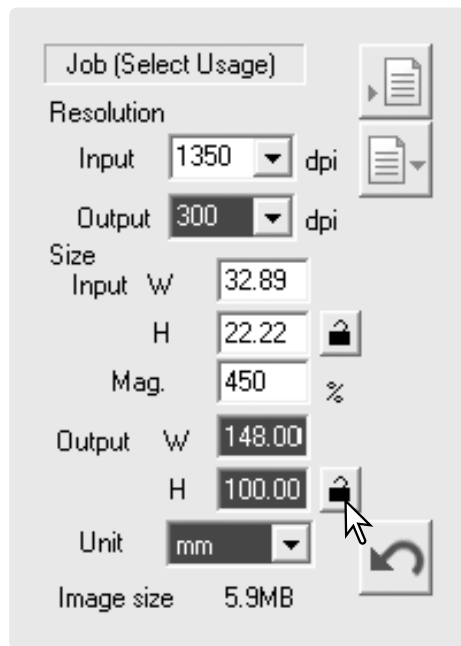 Job (Select Usage)
Resolution
Input 1350 dpi
Output 300 dpi
Size
Input W 32.89
H 22.22
Mag. 450 %
Output W 148.00
H 100.00
Unit mm
Image size 5.9MB